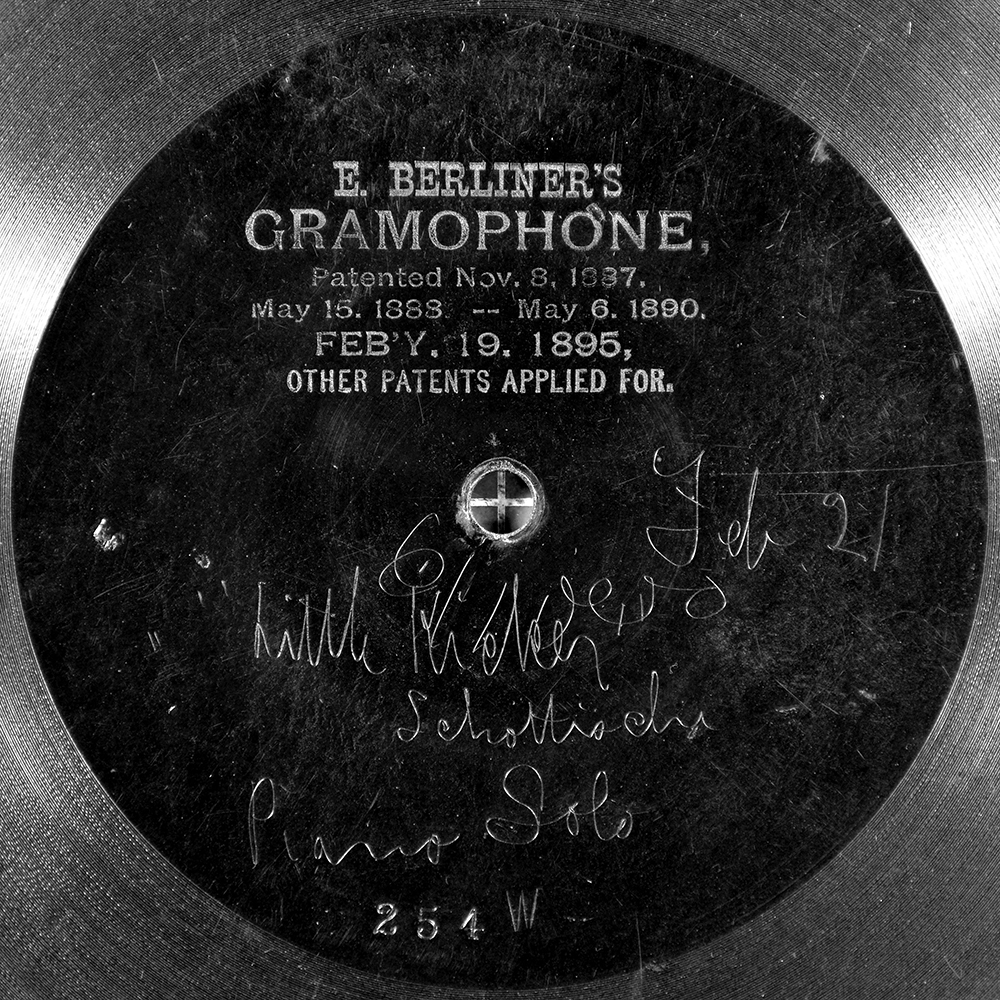 E. BERLINER'S
GRAMOPHONE,
Patented Nov. 8, 1887,
May 15. 1888. -- May 6. 1890.
FEB'Y. 19. 1895,
OTHER PATENTS APPLIED FOR.
Feb 21
Little
Schottische
Piano Solo
254 W